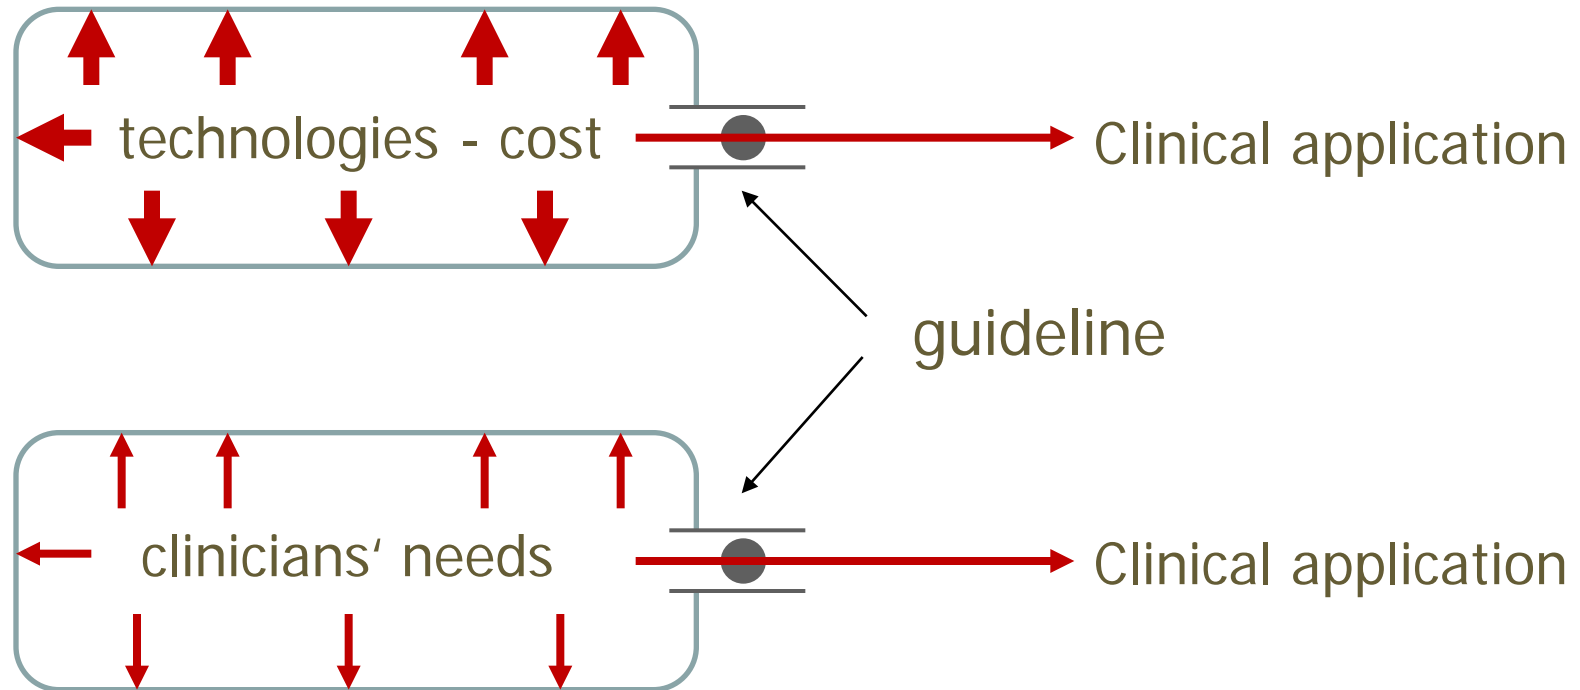 technologies - cost
Clinical application
guideline
clinicians‘ needs
Clinical application